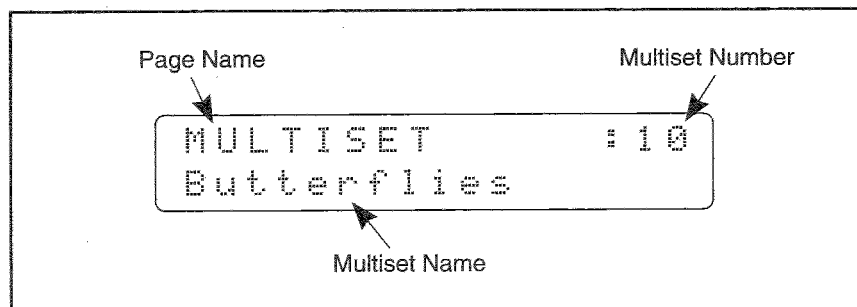 Page Name
Multiset Number
MULTISET :10
Butterflies
Multiset Name